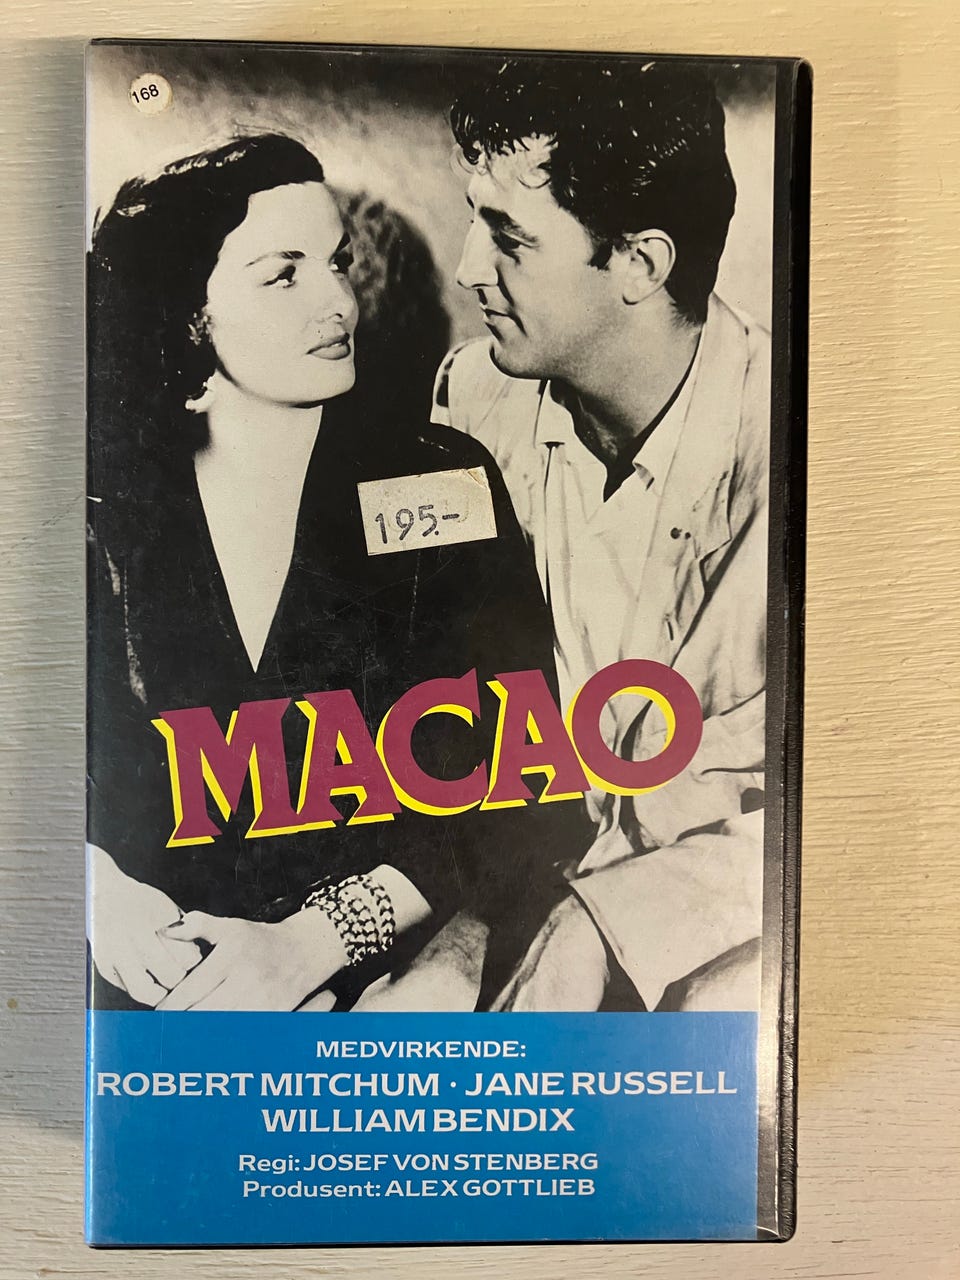 168
195.-
MACAO
MEDVIRKENDE:
ROBERT MITCHUM · JANE RUSSELL
WILLIAM BENDIX
Regi: JOSEF VON STENBERG
Produsent: ALEX GOTTLIEB